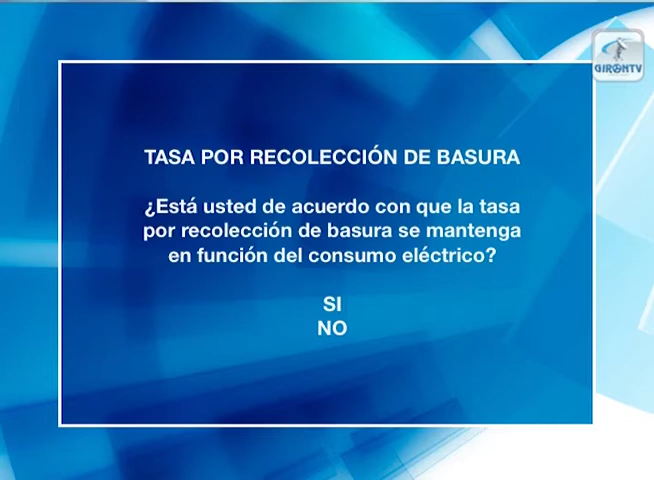 GIRONTV
TASA POR RECOLECCIÓN DE BASURA
¿Está usted de acuerdo con que la tasa
por recolección de basura se mantenga
en función del consumo eléctrico?
SI
NO